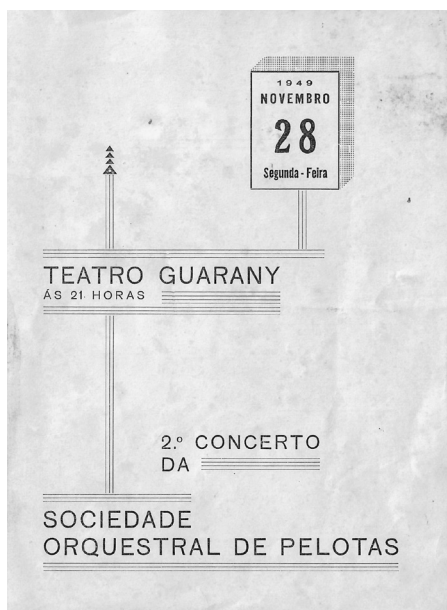 1949
NOVEMBRO
28
Segunda-Feira
TEATRO GUARANY
ÁS 21 HORAS
2.º CONCERTO
DA
SOCIEDADE
ORQUESTRAL DE PELOTAS